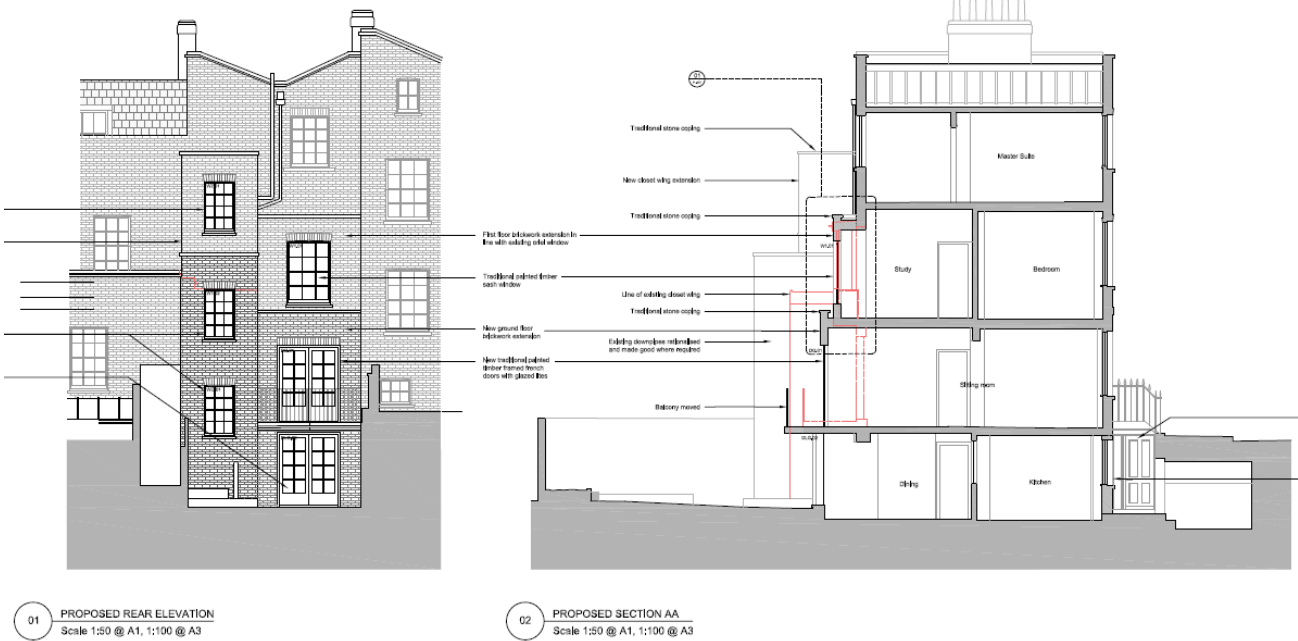 01
Traditional stone coping
Master Suite
New closet wing extension
Traditional stone coping
First floor brickwork extension in
line with existing oriel window
Study
Bedroom
Traditional painted timber
sash window
Line of existing closet wing
Traditional stone coping
New ground floor
brickwork extension
Existing downpipes rationalised
and made good where required
New traditional painted
timber framed french
doors with glazed lites
Sitting room
Balcony moved
Dining
Kitchen
01
PROPOSED REAR ELEVATION
Scale 1:50 @ A1, 1:100 @ A3
02
PROPOSED SECTION AA
Scale 1:50 @ A1, 1:100 @ A3